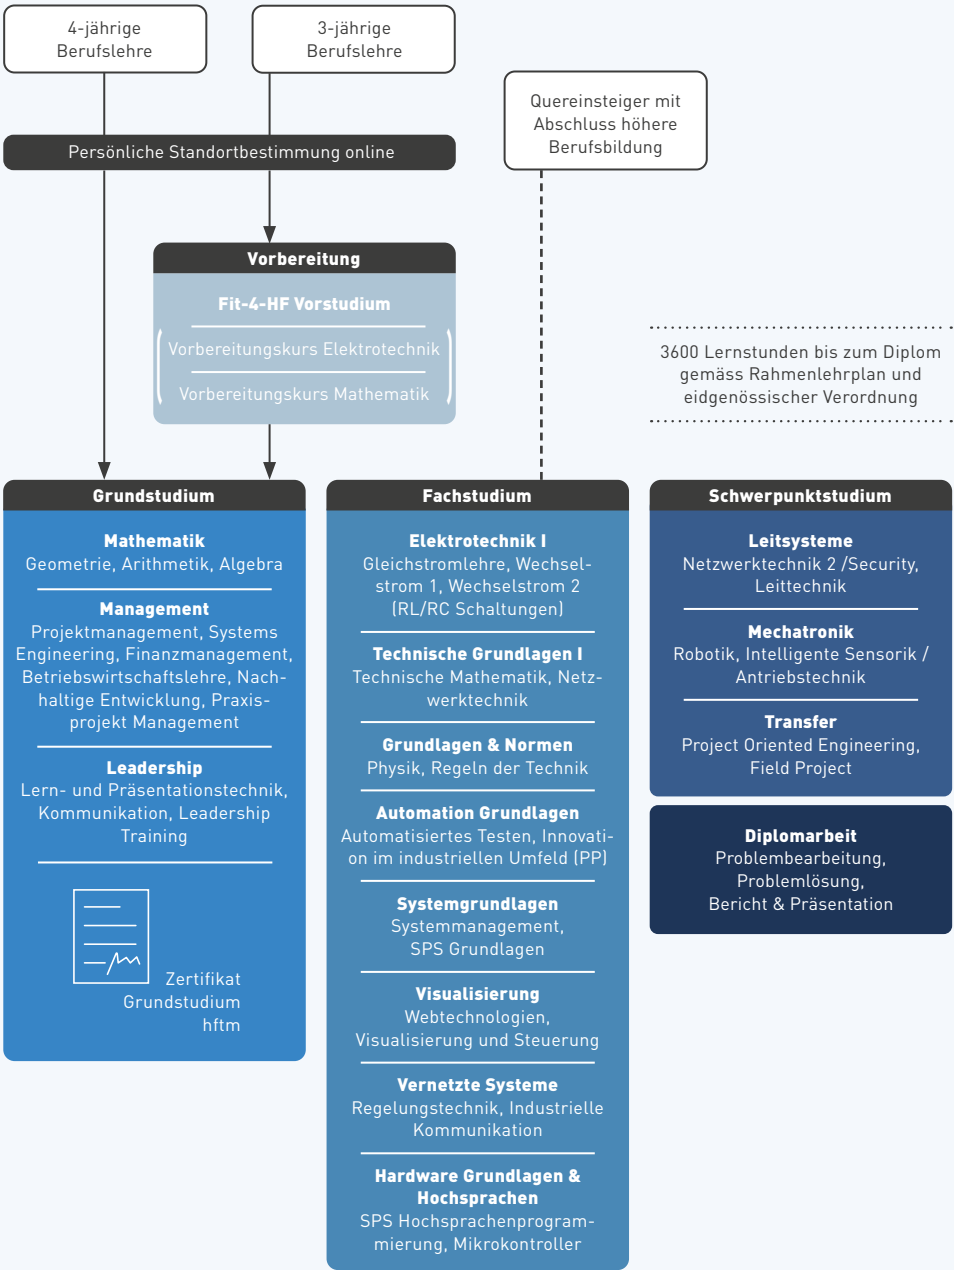 4-jährige
Berufslehre
3-jährige
Berufslehre
Quereinsteiger mit
Abschluss höhere
Berufsbildung
Persönliche Standortbestimmung online
Vorbereitung
Fit-4-HF Vorstudium
Vorbereitungskurs Elektrotechnik
Vorbereitungskurs Mathematik
3600 Lernstunden bis zum Diplom
gemäss Rahmenlehrplan und
eidgenössischer Verordnung
Grundstudium
Mathematik
Geometrie, Arithmetik, Algebra
Management
Projektmanagement, Systems
Engineering, Finanzmanagement,
Betriebswirtschaftslehre, Nach-
haltige Entwicklung, Praxis-
projekt Management
Leadership
Lern- und Präsentationstechnik,
Kommunikation, Leadership
Training
Zertifikat
Grundstudium
hftm
Fachstudium
Elektrotechnik I
Gleichstromlehre, Wechsel-
strom 1, Wechselstrom 2
(RL/RC Schaltungen)
Technische Grundlagen I
Technische Mathematik, Netz-
werktechnik
Grundlagen & Normen
Physik, Regeln der Technik
Automation Grundlagen
Automatisiertes Testen, Innovati-
on im industriellen Umfeld (PP)
Systemgrundlagen
Systemmanagement,
SPS Grundlagen
Visualisierung
Webtechnologien,
Visualisierung und Steuerung
Vernetzte Systeme
Regelungstechnik, Industrielle
Kommunikation
Hardware Grundlagen &
Hochsprachen
SPS Hochsprachenprogram-
mierung, Mikrokontroller
Schwerpunktstudium
Leitsysteme
Netzwerktechnik 2 /Security,
Leittechnik
Mechatronik
Robotik, Intelligente Sensorik /
Antriebstechnik
Transfer
Project Oriented Engineering,
Field Project
Diplomarbeit
Problembearbeitung,
Problemlösung,
Bericht & Präsentation